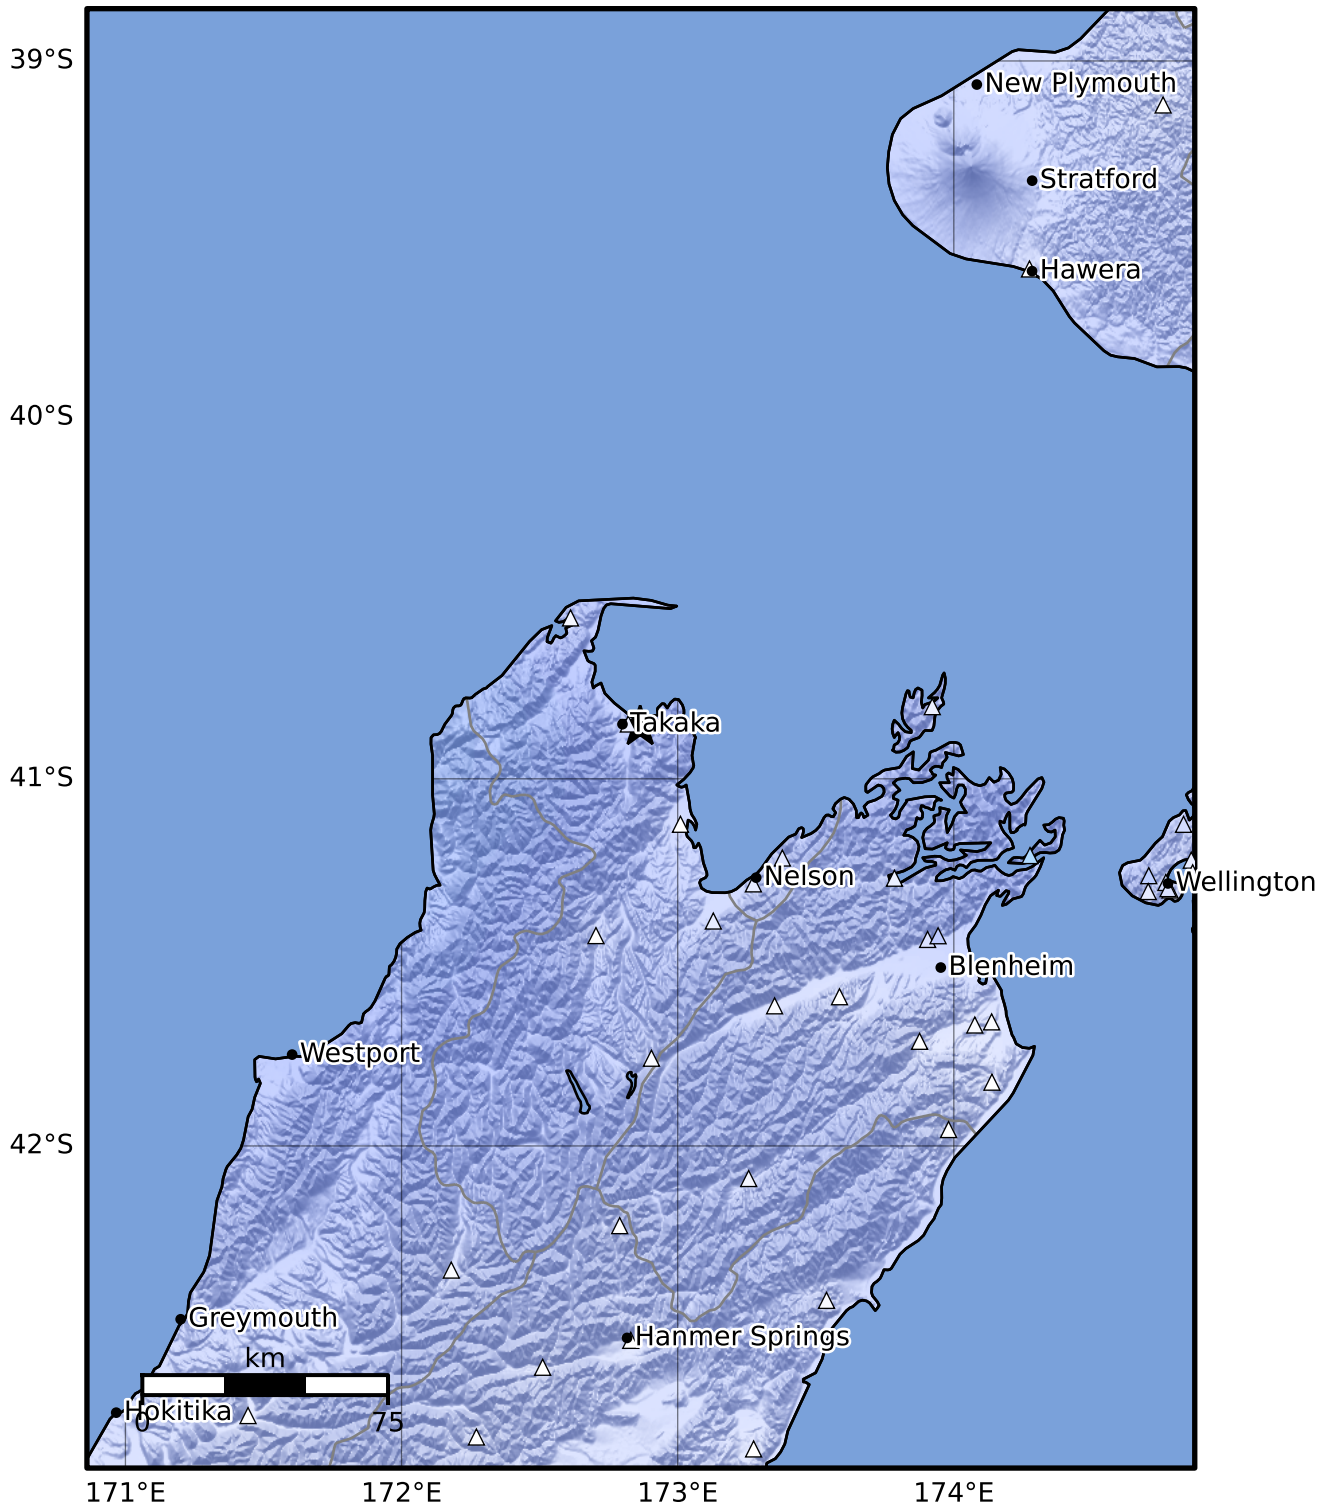 39°S
New Plymouth
Stratford
Hawera
40°S
Takaka
41°S
Nelson
Wellington
Blenheim
Westport
42°S
Greymouth
Hanmer Springs
km
Hokitika
0
75
171°E
172°E
173°E
174°E